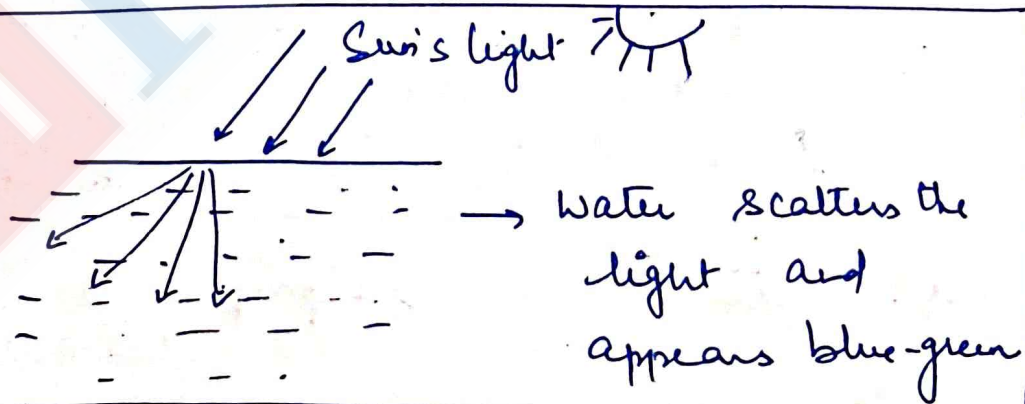 Sun's light
→ water scatters the
light and
appears blue-green